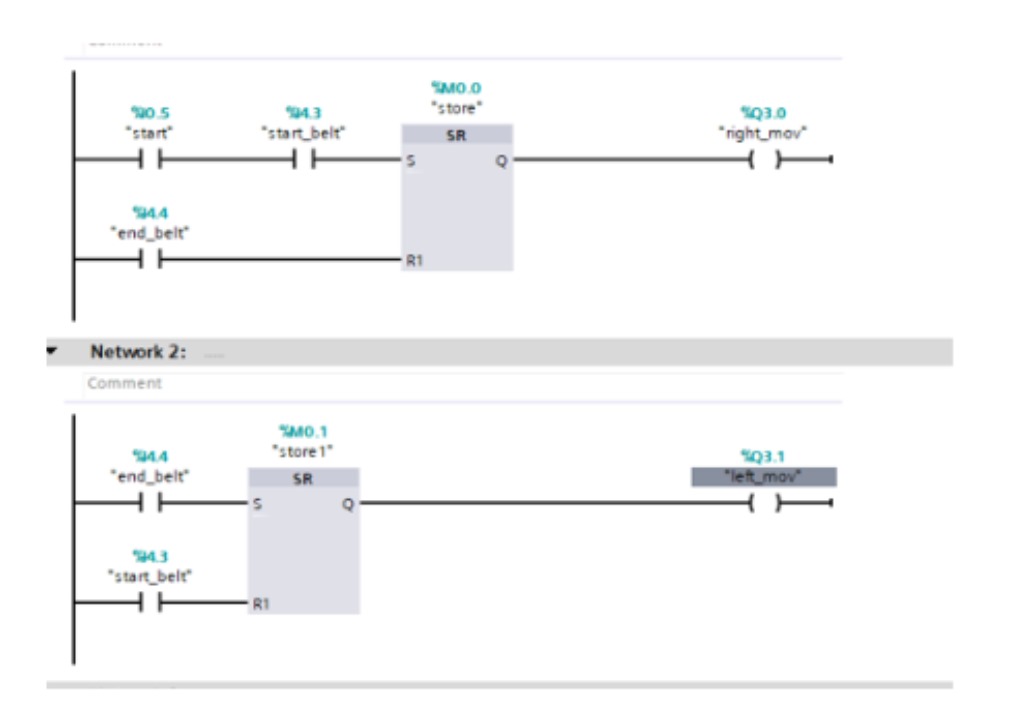 %M0.0
%I0.5 %I4.3 "store" %Q3.0
"start" "start_belt" SR "right_mov"
S Q
%I4.4
"end_belt"
R1
Network 2:
Comment
%M0.1
%I4.4 "store1" %Q3.1
"end_belt" SR "left_mov"
S Q
%I4.3
"start_belt"
R1